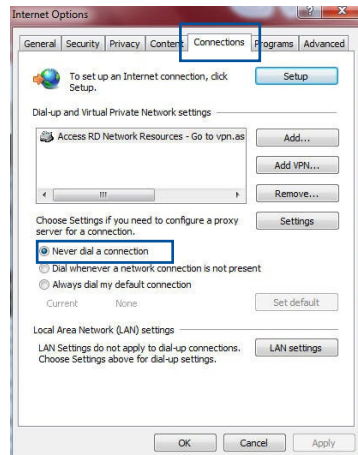 Internet Options
General Security Privacy Content Connections Programs Advanced
To set up an Internet connection, click
Setup.
Setup
Dial-up and Virtual Private Network settings
Access RD Network Resources - Go to vpn.as
Add...
Add VPN...
Remove...
Choose Settings if you need to configure a proxy
server for a connection.
Settings
Never dial a connection
Dial whenever a network connection is not present
Always dial my default connection
Current None
Set default
Local Area Network (LAN) settings
LAN Settings do not apply to dial-up connections.
Choose Settings above for dial-up settings.
LAN settings
OK Cancel Apply